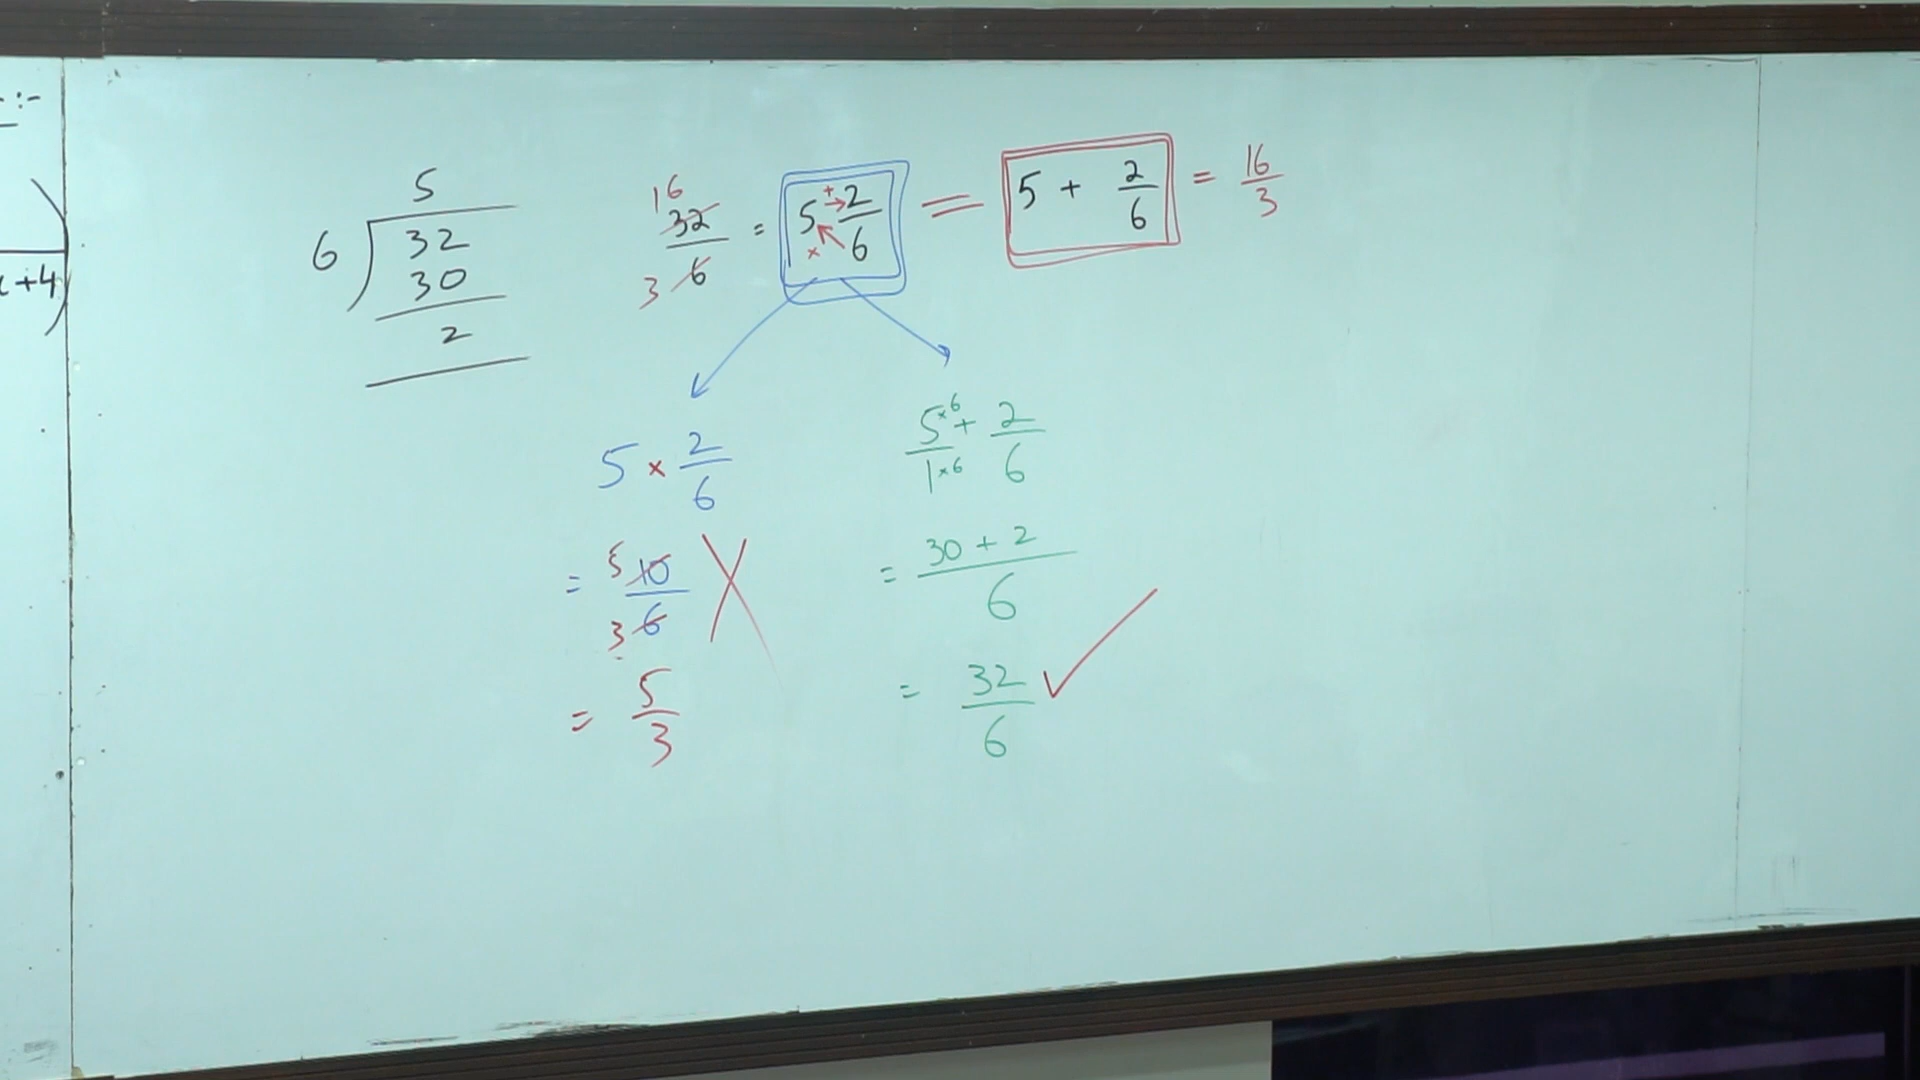 -:-
x+4)
5
6 ) 32
30
2
16
32/6 = 5 2/6 = 5 + 2/6 = 16/3
3
+
×
5 × 2/6
= 10/6
5
3
= 5/3
5×6/1×6 + 2/6
= 30 + 2/6
= 32/6 ✓